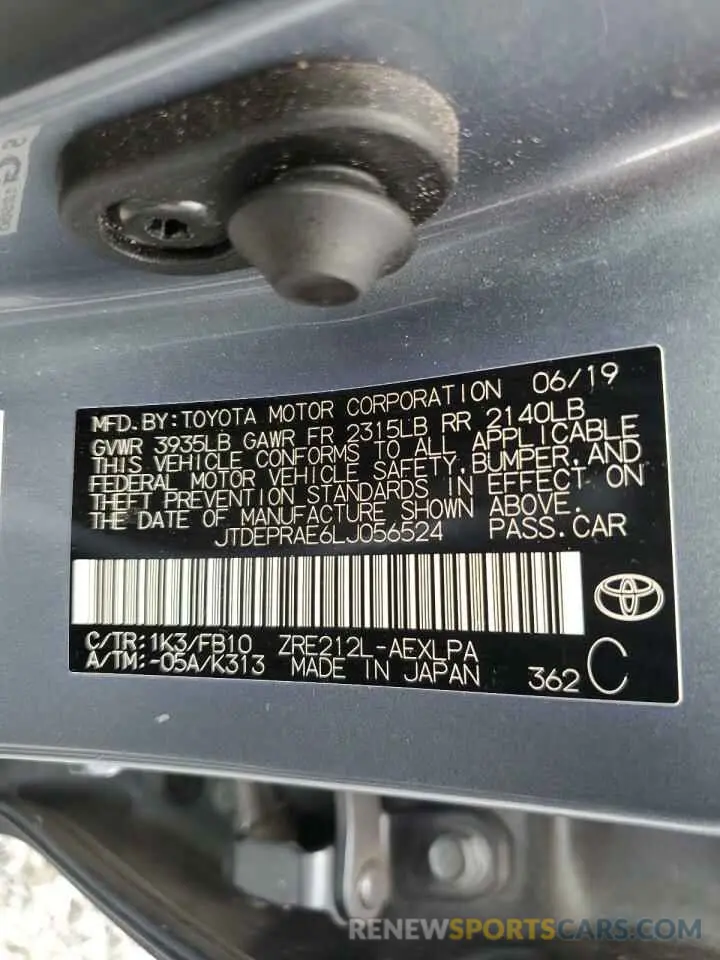 MFD.BY:TOYOTA MOTOR CORPORATION 06/19
GVWR 3935LB GAWR FR 2315LB RR 2140LB
THIS VEHICLE CONFORMS TO ALL APPLICABLE
FEDERAL MOTOR VEHICLE SAFETY,BUMPER,AND
THEFT PREVENTION STANDARDS IN EFFECT ON
THE DATE OF MANUFACTURE SHOWN ABOVE.
JTDEPRAE6LJ056524 PASS.CAR
C/TR:1K3/FB10 ZRE212L-AEXLPA
A/TM:-05A/K313 MADE IN JAPAN 362 C
RENEWSPORTSCARS.COM